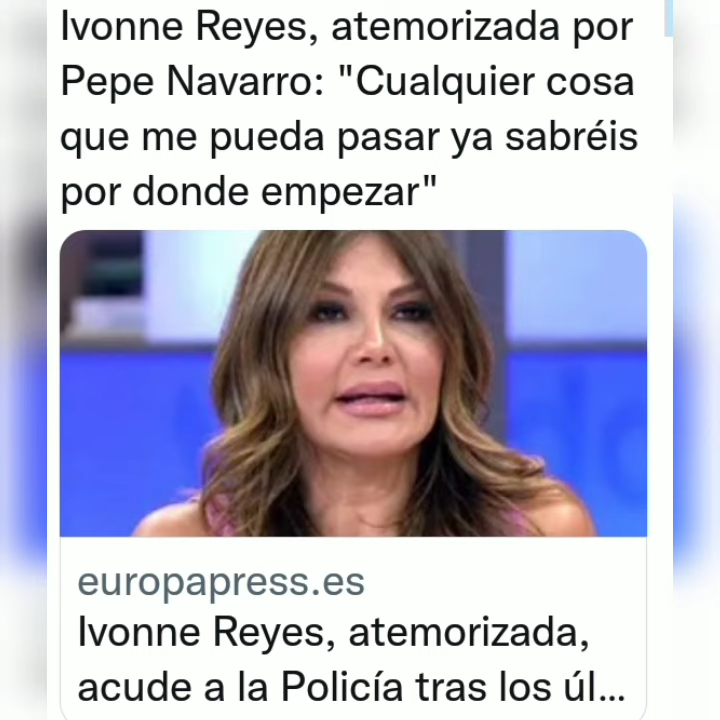 Ivonne Reyes, atemorizada por
Pepe Navarro: "Cualquier cosa
que me pueda pasar ya sabréis
por donde empezar"
europapress.es
Ivonne Reyes, atemorizada,
acude a la Policía tras los úl...